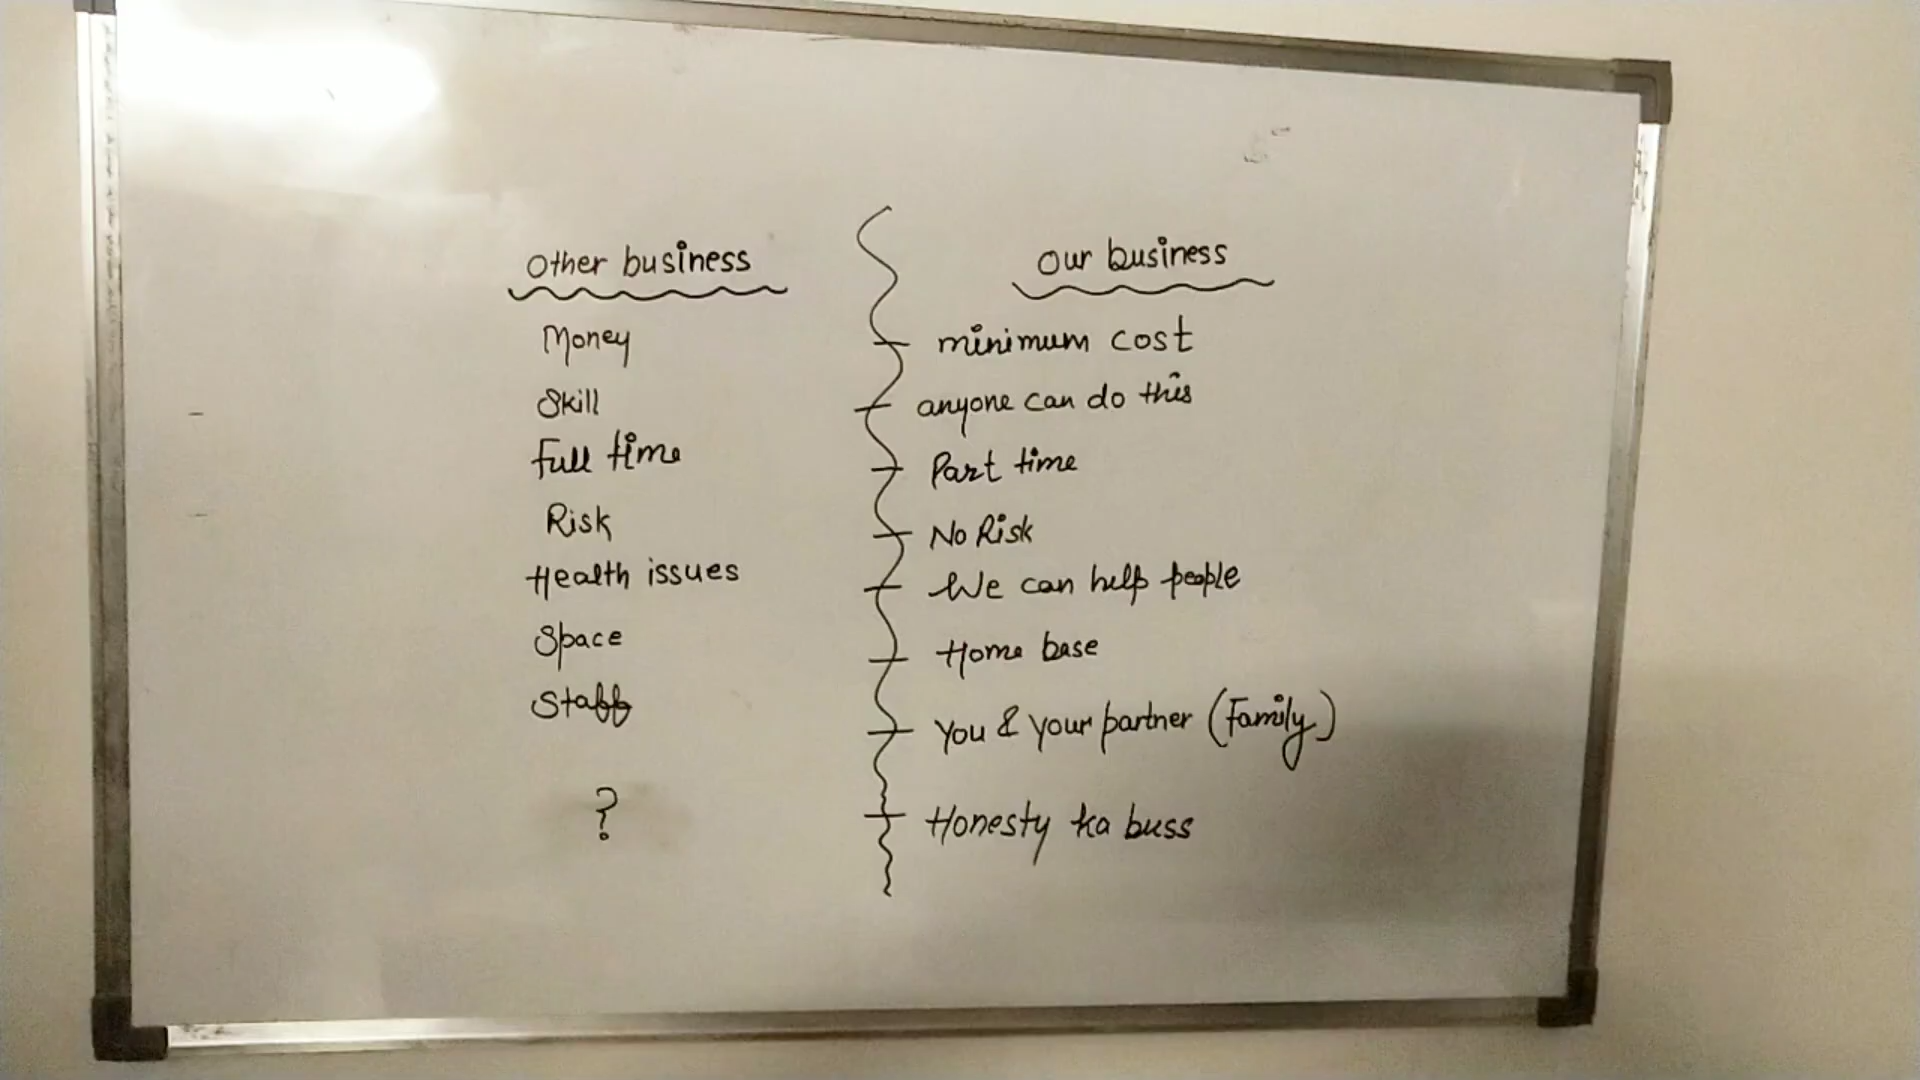 Other business
Money
Skill
Full time
Risk
Health issues
Space
Staff
?
Our business
minimum cost
anyone can do this
Part time
No Risk
We can help people
Home base
You & your partner (Family)
Honesty ka buss